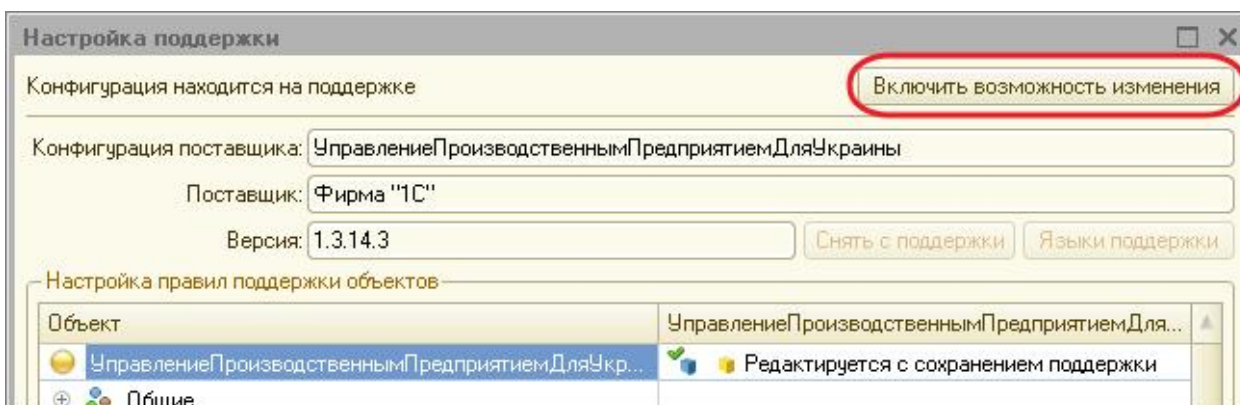 Настройка поддержки
Конфигурация находится на поддержке
Включить возможность изменения
Конфигурация поставщика: УправлениеПроизводственнымПредприятиемДляУкраины
Поставщик: Фирма "1С"
Версия: 1.3.14.3
Снять с поддержки
Языки поддержки
Настройка правил поддержки объектов
Объект
УправлениеПроизводственнымПредприятиемДля...
УправлениеПроизводственнымПредприятиемДляУкр...
Редактируется с сохранением поддержки
Общие